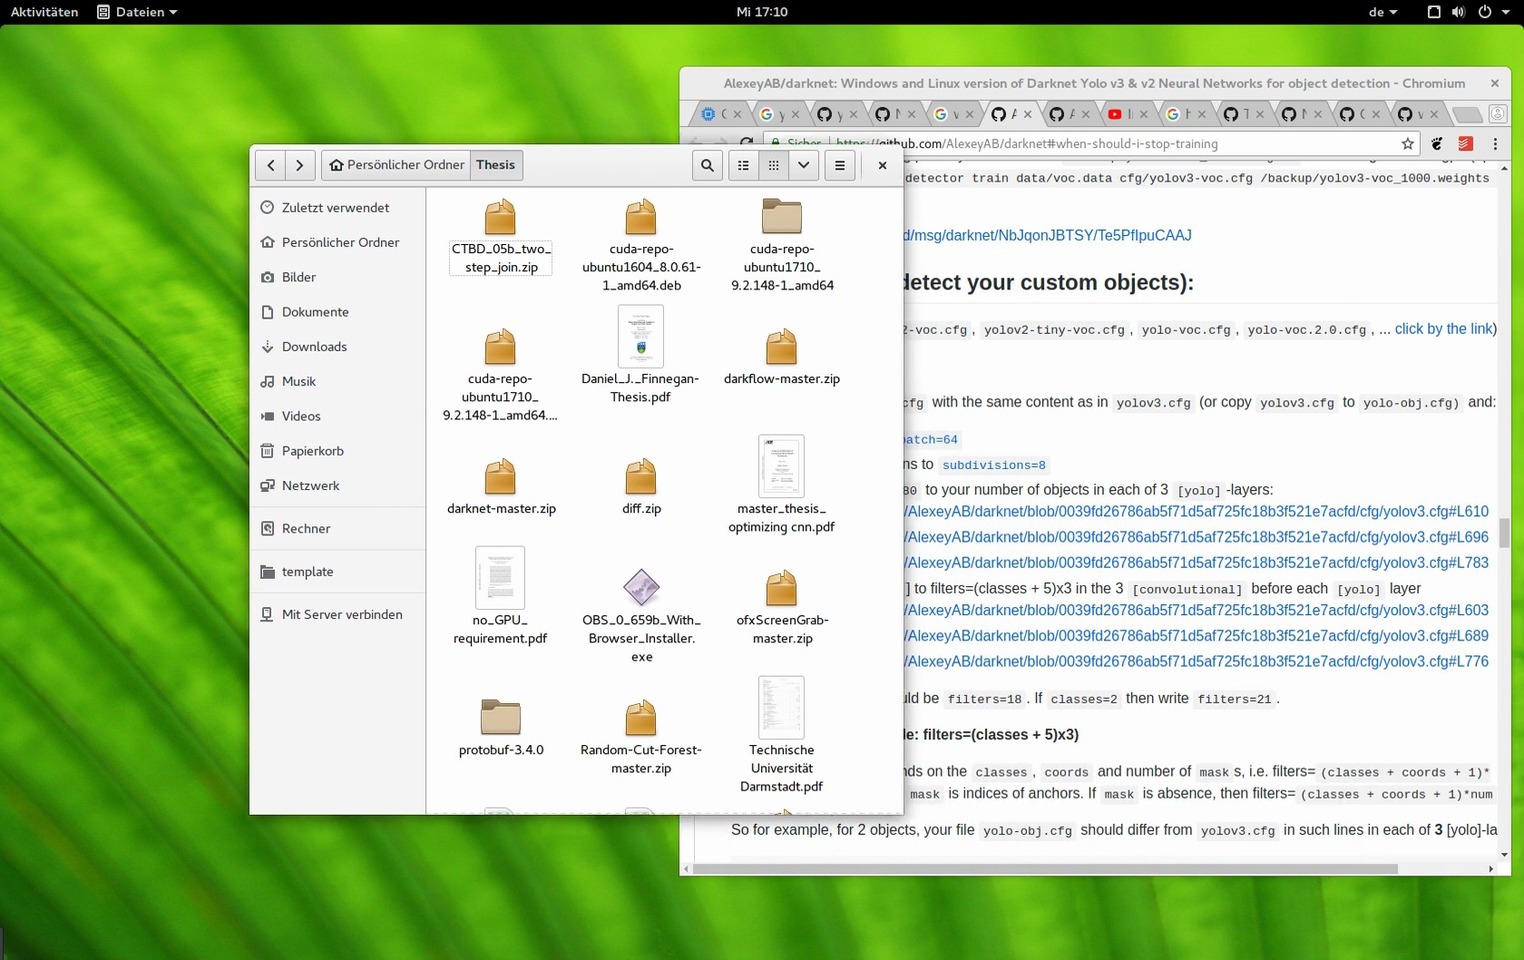 Aktivitäten Dateien Mi 17:10 de
AlexeyAB/darknet: Windows and Linux version of Darknet Yolo v3 & v2 Neural Networks for object detection - Chromium
Sicher https://github.com/AlexeyAB/darknet#when-should-i-stop-training
Persönlicher Ordner Thesis
Zuletzt verwendet
Persönlicher Ordner
Bilder
Dokumente
Downloads
Musik
Videos
Papierkorb
Netzwerk
Rechner
template
Mit Server verbinden
CTBD_05b_two_
step_join.zip
cuda-repo-
ubuntu1604_8.0.61-
1_amd64.deb
cuda-repo-
ubuntu1710_
9.2.148-1_amd64
cuda-repo-
ubuntu1710_
9.2.148-1_amd64....
Daniel_J._Finnegan-
Thesis.pdf
darkflow-master.zip
darknet-master.zip
diff.zip
master_thesis_
optimizing cnn.pdf
no_GPU_
requirement.pdf
OBS_0_659b_With_
Browser_Installer.
exe
ofxScreenGrab-
master.zip
protobuf-3.4.0
Random-Cut-Forest-
master.zip
Technische
Universität
Darmstadt.pdf
detector train data/voc.data cfg/yolov3-voc.cfg /backup/yolov3-voc_1000.weights
d/msg/darknet/NbJqonJBTSY/Te5PfIpuCAAJ
detect your custom objects):
2-voc.cfg, yolov2-tiny-voc.cfg, yolo-voc.cfg, yolo-voc.2.0.cfg, ... click by the link)
cfg with the same content as in yolov3.cfg (or copy yolov3.cfg to yolo-obj.cfg) and:
batch=64
ns to subdivisions=8
80 to your number of objects in each of 3 [yolo] -layers:
/AlexeyAB/darknet/blob/0039fd26786ab5f71d5af725fc18b3f521e7acfd/cfg/yolov3.cfg#L610
/AlexeyAB/darknet/blob/0039fd26786ab5f71d5af725fc18b3f521e7acfd/cfg/yolov3.cfg#L696
/AlexeyAB/darknet/blob/0039fd26786ab5f71d5af725fc18b3f521e7acfd/cfg/yolov3.cfg#L783
] to filters=(classes + 5)x3 in the 3 [convolutional] before each [yolo] layer
/AlexeyAB/darknet/blob/0039fd26786ab5f71d5af725fc18b3f521e7acfd/cfg/yolov3.cfg#L603
/AlexeyAB/darknet/blob/0039fd26786ab5f71d5af725fc18b3f521e7acfd/cfg/yolov3.cfg#L689
/AlexeyAB/darknet/blob/0039fd26786ab5f71d5af725fc18b3f521e7acfd/cfg/yolov3.cfg#L776
uld be filters=18. If classes=2 then write filters=21.
le: filters=(classes + 5)x3)
nds on the classes, coords and number of masks, i.e. filters= (classes + coords + 1)*
mask is indices of anchors. If mask is absence, then filters= (classes + coords + 1)*num
So for example, for 2 objects, your file yolo-obj.cfg should differ from yolov3.cfg in such lines in each of 3 [yolo]-la